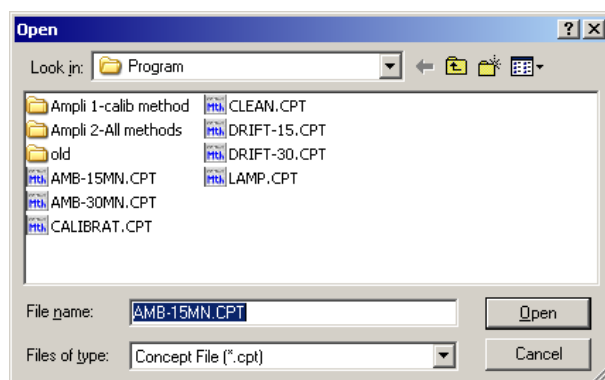 Open
Look in: Program
Ampli 1-calib method
Ampli 2-All methods
old
AMB-15MN.CPT
AMB-30MN.CPT
CALIBRAT.CPT
CLEAN.CPT
DRIFT-15.CPT
DRIFT-30.CPT
LAMP.CPT
File name: AMB-15MN.CPT Open
Files of type: Concept File (*.cpt) Cancel